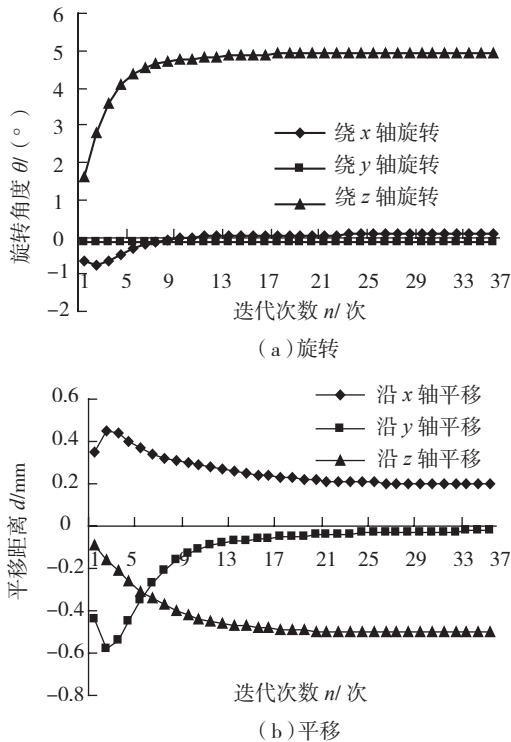 6
5
4
3
2
1
0
−1
−2
旋转角度 θ/（°）
绕 x 轴旋转
绕 y 轴旋转
绕 z 轴旋转
1 5 9 13 17 21 25 29 33 37
迭代次数 n/ 次
（a）旋转
0.6
0.4
0.2
0
−0.2
−0.4
−0.6
−0.8
平移距离 d/mm
沿 x 轴平移
沿 y 轴平移
沿 z 轴平移
1 5 9 13 17 21 25 29 33 37
迭代次数 n/ 次
（b）平移